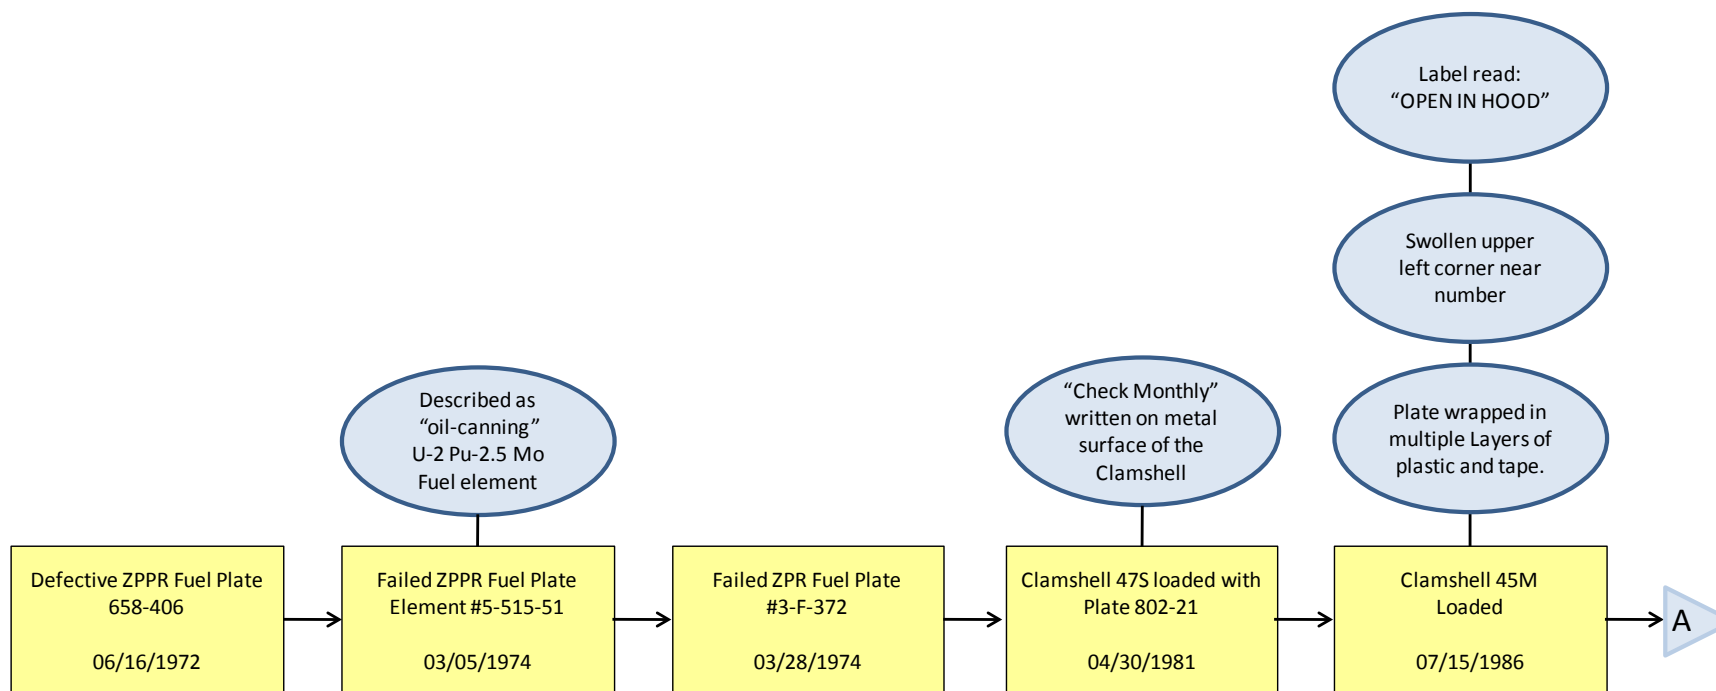 Label read:
“OPEN IN HOOD”
Swollen upper
left corner near
number
Described as
“oil-canning”
U-2 Pu-2.5 Mo
Fuel element
“Check Monthly”
written on metal
surface of the
Clamshell
Plate wrapped in
multiple Layers of
plastic and tape.
Defective ZPPR Fuel Plate
658-406
06/16/1972
Failed ZPPR Fuel Plate
Element #5-515-51
03/05/1974
Failed ZPR Fuel Plate
#3-F-372
03/28/1974
Clamshell 47S loaded with
Plate 802-21
04/30/1981
Clamshell 45M
Loaded
07/15/1986
A